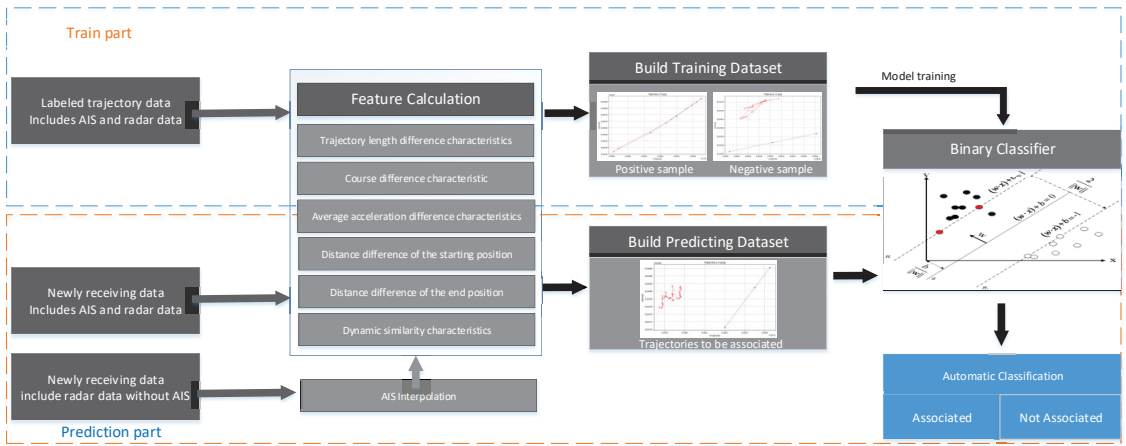 Train part
Labeled trajectory data
Includes AIS and radar data
Feature Calculation
Trajectory length difference characteristics
Course difference characteristic
Average acceleration difference characteristics
Distance difference of the starting position
Distance difference of the end position
Dynamic similarity characteristics
AIS Interpolation
Newly receiving data
Includes AIS and radar data
Newly receiving data
include radar data without AIS
Prediction part
Build Training Dataset
Positive sample
Negative sample
Build Predicting Dataset
Trajectories to be associated
Model training
Binary Classifier
Y
(w·x)+b=1
2
||w||
(w·x)+b=0
(w·x)+b=-1
w
b
||w||
x
Automatic Classification
Associated
Not Associated